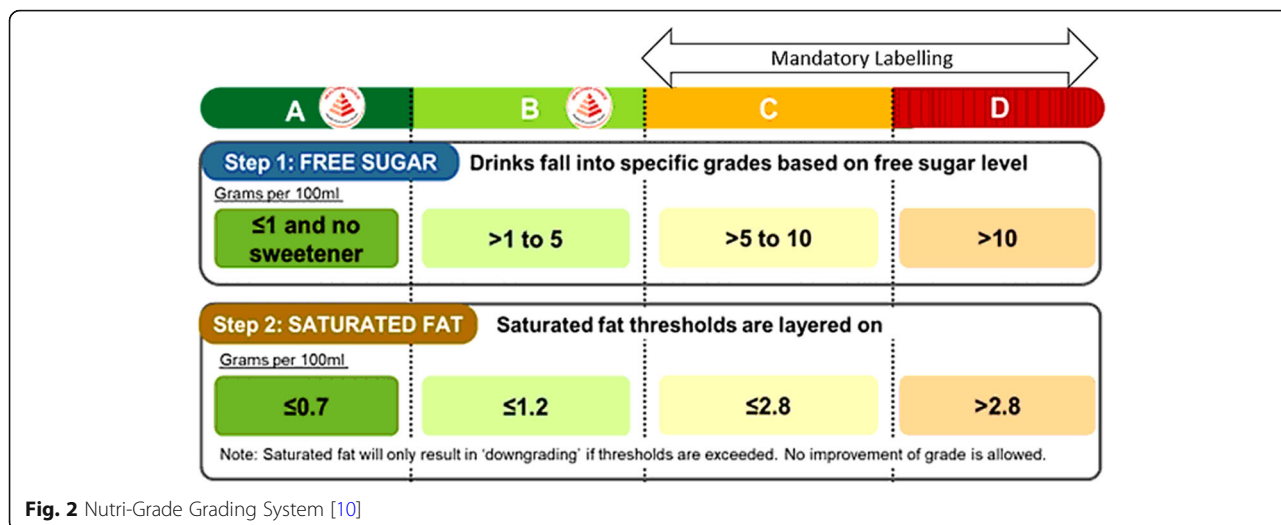 Mandatory Labelling
A B C D
Step 1: FREE SUGAR Drinks fall into specific grades based on free sugar level
Grams per 100ml
≤1 and no
sweetener
>1 to 5
>5 to 10
>10
Step 2: SATURATED FAT Saturated fat thresholds are layered on
Grams per 100ml
≤0.7
≤1.2
≤2.8
>2.8
Note: Saturated fat will only result in 'downgrading' if thresholds are exceeded. No improvement of grade is allowed.
Fig. 2 Nutri-Grade Grading System [10]